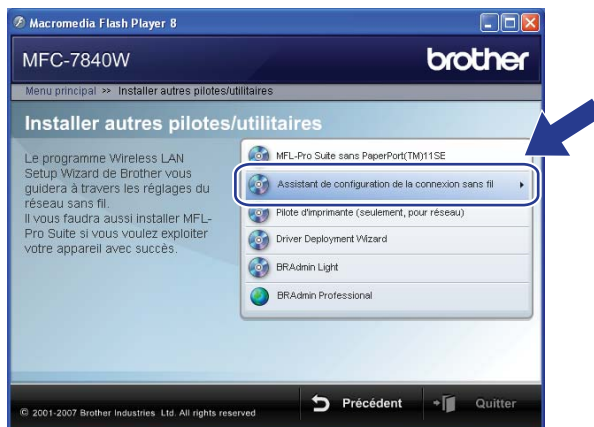 Macromedia Flash Player 8
MFC-7840W
brother
Menu principal >> Installer autres pilotes/utilitaires
Installer autres pilotes/utilitaires
Le programme Wireless LAN
Setup Wizard de Brother vous
guidera à travers les réglages du
réseau sans fil.
Il vous faudra aussi installer MFL-
Pro Suite si vous voulez exploiter
votre appareil avec succès.
MFL-Pro Suite sans PaperPort(TM)11SE
Assistant de configuration de la connexion sans fil
Pilote d'imprimante (seulement, pour réseau)
Driver Deployment Wizard
BRAdmin Light
BRAdmin Professional
© 2001-2007 Brother Industries Ltd. All rights reserved
Précédent
Quitter